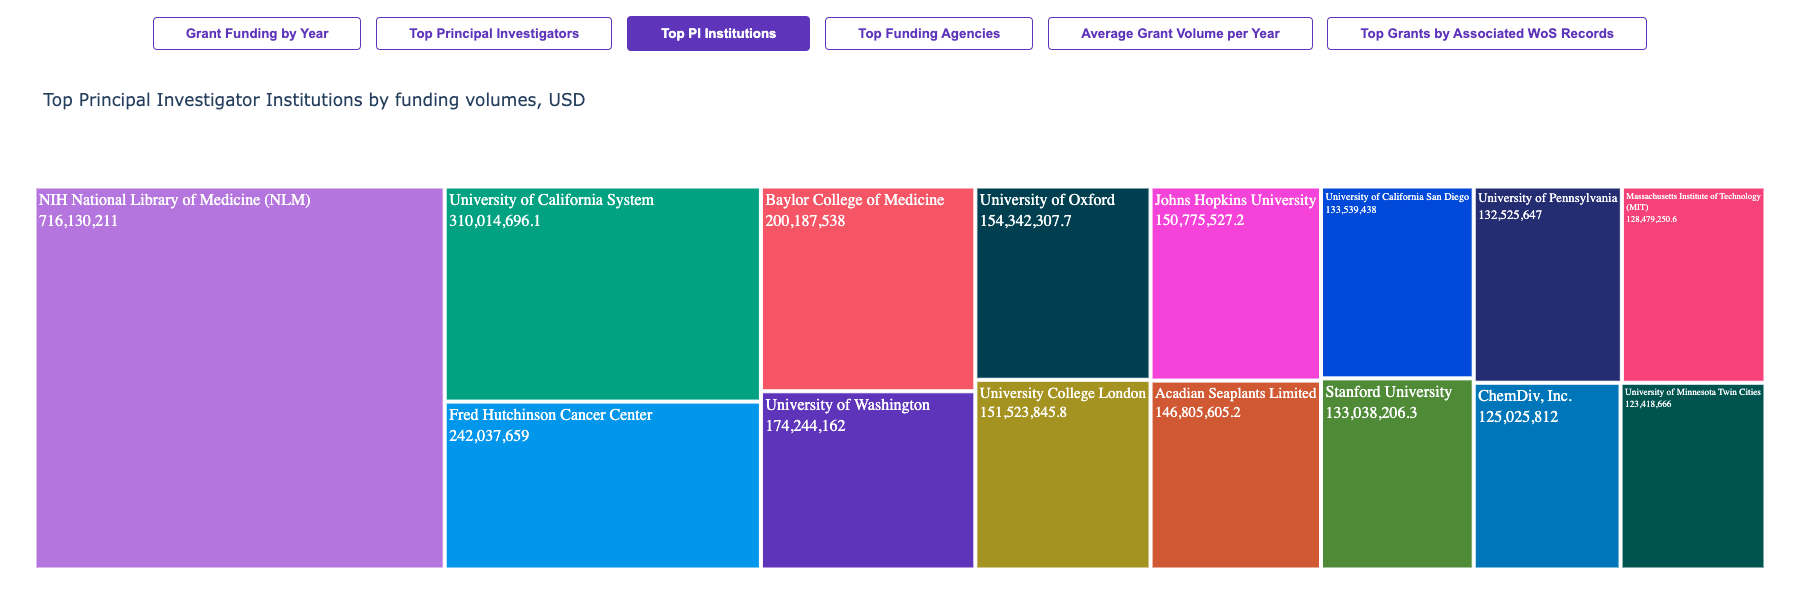 Grant Funding by Year
Top Principal Investigators
Top PI Institutions
Top Funding Agencies
Average Grant Volume per Year
Top Grants by Associated WoS Records
Top Principal Investigator Institutions by funding volumes, USD
NIH National Library of Medicine (NLM)
716,130,211
University of California System
310,014,696.1
Fred Hutchinson Cancer Center
242,037,659
Baylor College of Medicine
200,187,538
University of Washington
174,244,162
University of Oxford
154,342,307.7
University College London
151,523,845.8
Johns Hopkins University
150,775,527.2
Acadian Seaplants Limited
146,805,605.2
University of California San Diego
133,539,438
Stanford University
133,038,206.3
University of Pennsylvania
132,525,647
ChemDiv, Inc.
125,025,812
Massachusetts Institute of Technology
(MIT)
128,479,250.6
University of Minnesota Twin Cities
123,418,666